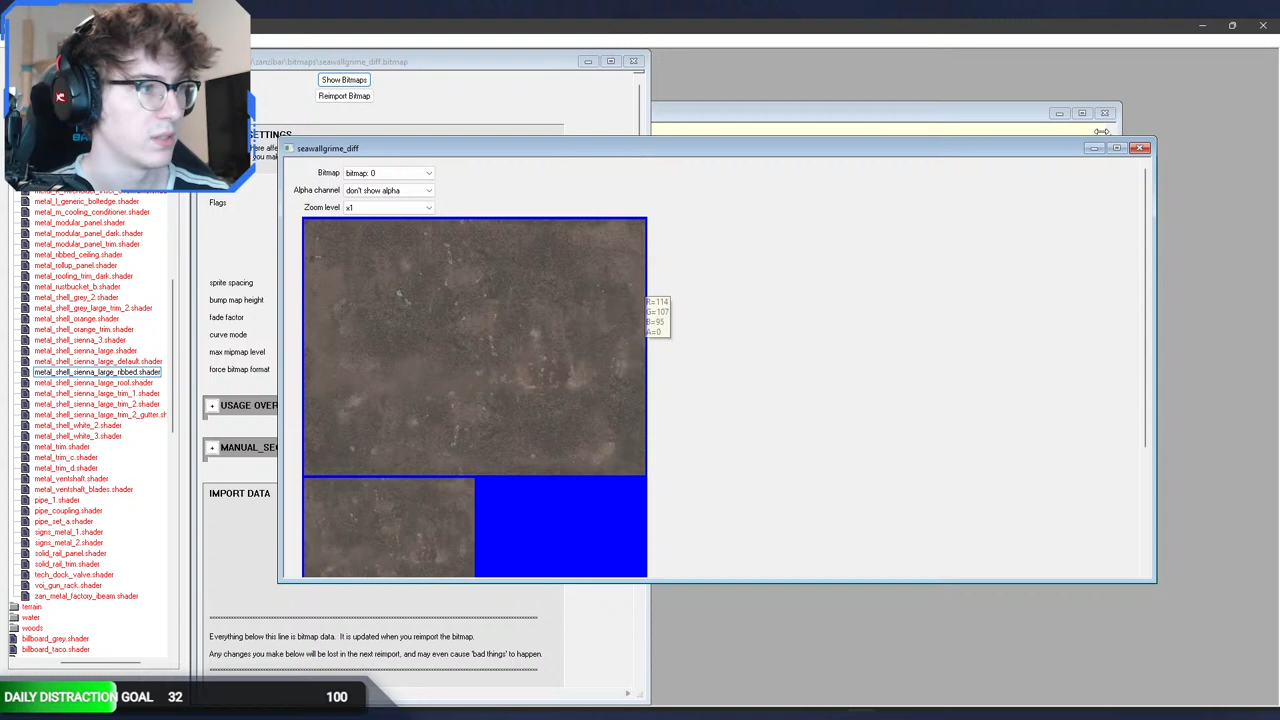 \zanzibar\bitmaps\seawallgrime_diff.bitmap
Show Bitmaps
Reimport Bitmap
SETTINGS
Flags
sprite spacing
bump map height
fade factor
curve mode
max mipmap level
force bitmap format
USAGE OVER
MANUAL_SE
IMPORT DATA
Everything below this line is bitmap data. It is updated when you reimport the bitmap.
Any changes you make below will be lost in the next reimport, and may even cause 'bad things' to happen.
seawallgrime_diff
Bitmap bitmap: 0
Alpha channel don't show alpha
Zoom level x1
R=114
G=107
B=95
A=0
metal_l_generic_boltedge.shader
metal_m_cooling_conditioner.shader
metal_modular_panel.shader
metal_modular_panel_dark.shader
metal_modular_panel_trim.shader
metal_ribbed_ceiling.shader
metal_rollup_panel.shader
metal_roofing_trim_dark.shader
metal_rustbucket_b.shader
metal_shell_grey_2.shader
metal_shell_grey_large_trim_2.shader
metal_shell_orange.shader
metal_shell_orange_trim.shader
metal_shell_sienna_3.shader
metal_shell_sienna_large.shader
metal_shell_sienna_large_default.shader
metal_shell_sienna_large_ribbed.shader
metal_shell_sienna_large_roof.shader
metal_shell_sienna_large_trim_1.shader
metal_shell_sienna_large_trim_2.shader
metal_shell_sienna_large_trim_2_gutter.sh
metal_shell_white_2.shader
metal_shell_white_3.shader
metal_trim.shader
metal_trim_c.shader
metal_trim_d.shader
metal_ventshaft.shader
metal_ventshaft_blades.shader
pipe_1.shader
pipe_coupling.shader
pipe_set_a.shader
signs_metal_1.shader
signs_metal_2.shader
solid_rail_panel.shader
solid_rail_trim.shader
tech_dock_valve.shader
voi_gun_rack.shader
zan_metal_factory_ibeam.shader
terrain
water
woods
billboard_grey.shader
billboard_taco.shader
DAILY DISTRACTION GOAL 32 100